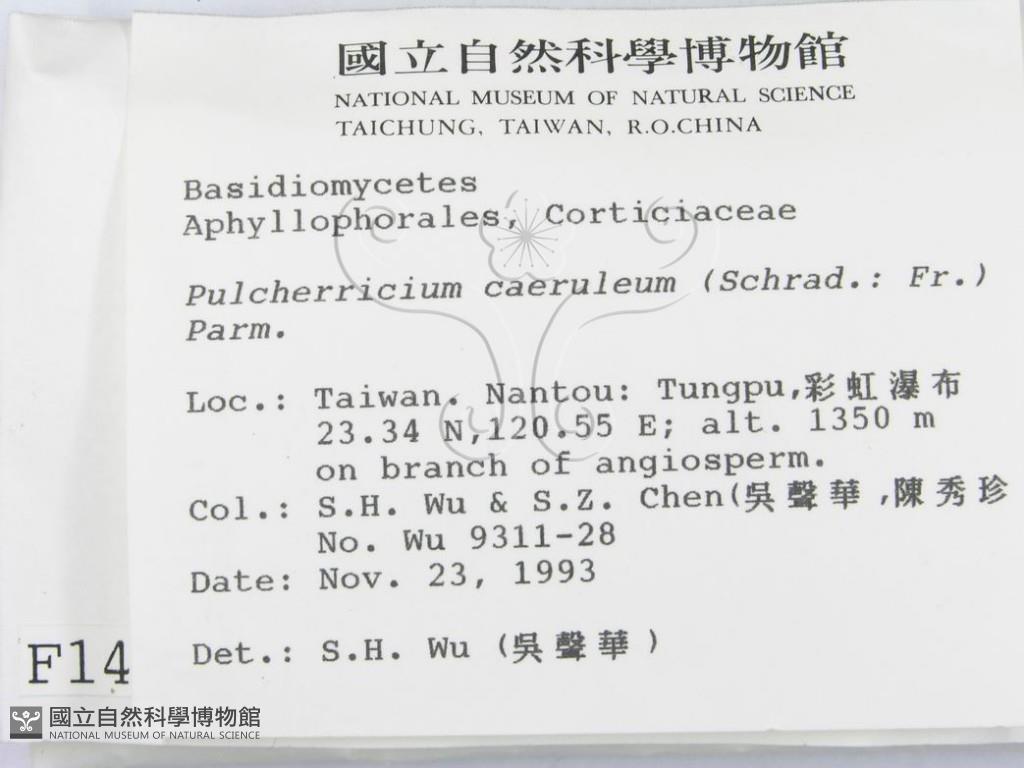 國立自然科學博物館
NATIONAL MUSEUM OF NATURAL SCIENCE
TAICHUNG, TAIWAN, R.O.CHINA
Basidiomycetes
Aphyllophorales, Corticiaceae
Pulcherricium caeruleum (Schrad.: Fr.)
Parm.
Loc.: Taiwan. Nantou: Tungpu,彩虹瀑布
23.34 N,120.55 E; alt. 1350 m
on branch of angiosperm.
Col.: S.H. Wu & S.Z. Chen(吳聲華,陳秀珍
No. Wu 9311-28
Date: Nov. 23, 1993
Det.: S.H. Wu (吳聲華)
F14
國立自然科學博物館
NATIONAL MUSEUM OF NATURAL SCIENCE